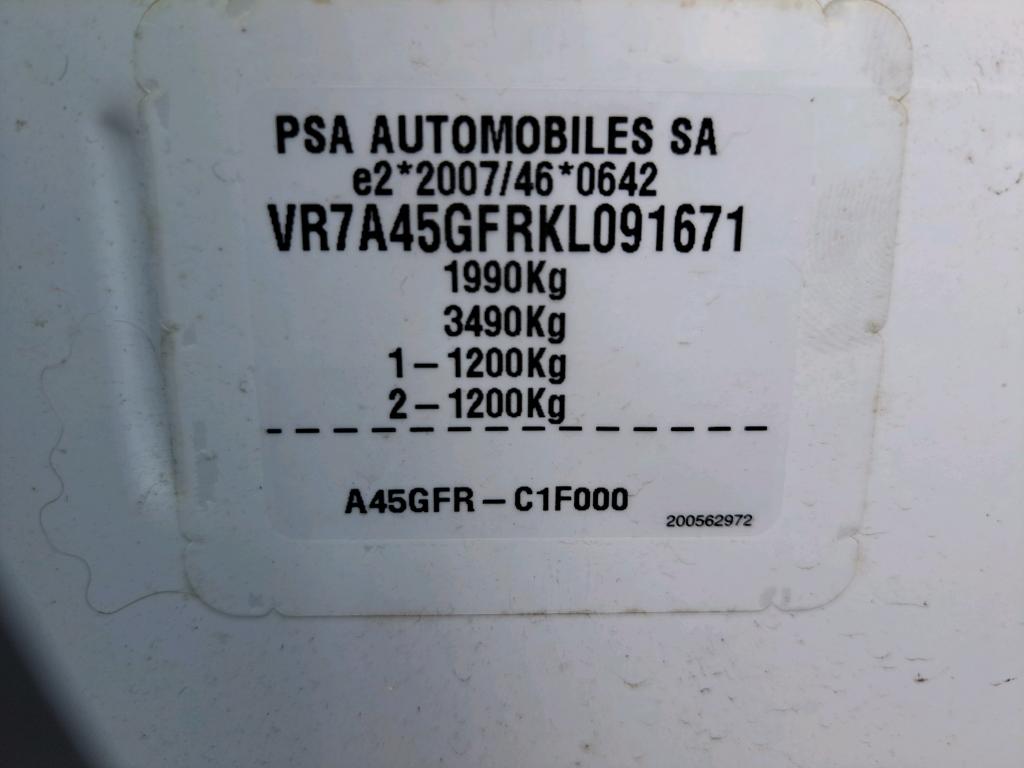 PSA AUTOMOBILES SA
e2*2007/46*0642
VR7A45GFRKL091671
1990Kg
3490Kg
1-1200Kg
2-1200Kg
A45GFR-C1F000
200562972